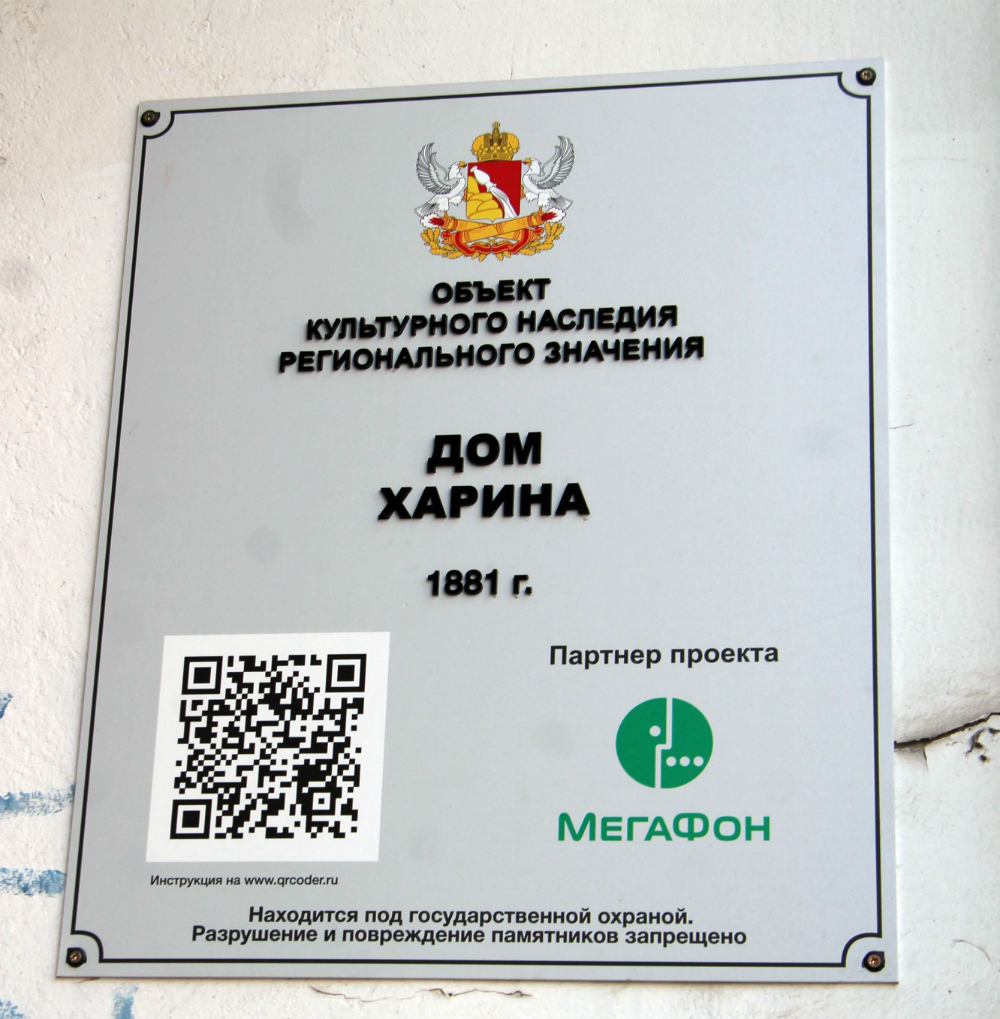 ОБЪЕКТ
КУЛЬТУРНОГО НАСЛЕДИЯ
РЕГИОНАЛЬНОГО ЗНАЧЕНИЯ
ДОМ
ХАРИНА
1881 г.
Партнер проекта
МЕГАФОН
Инструкция на www.qrcoder.ru
Находится под государственной охраной.
Разрушение и повреждение памятников запрещено